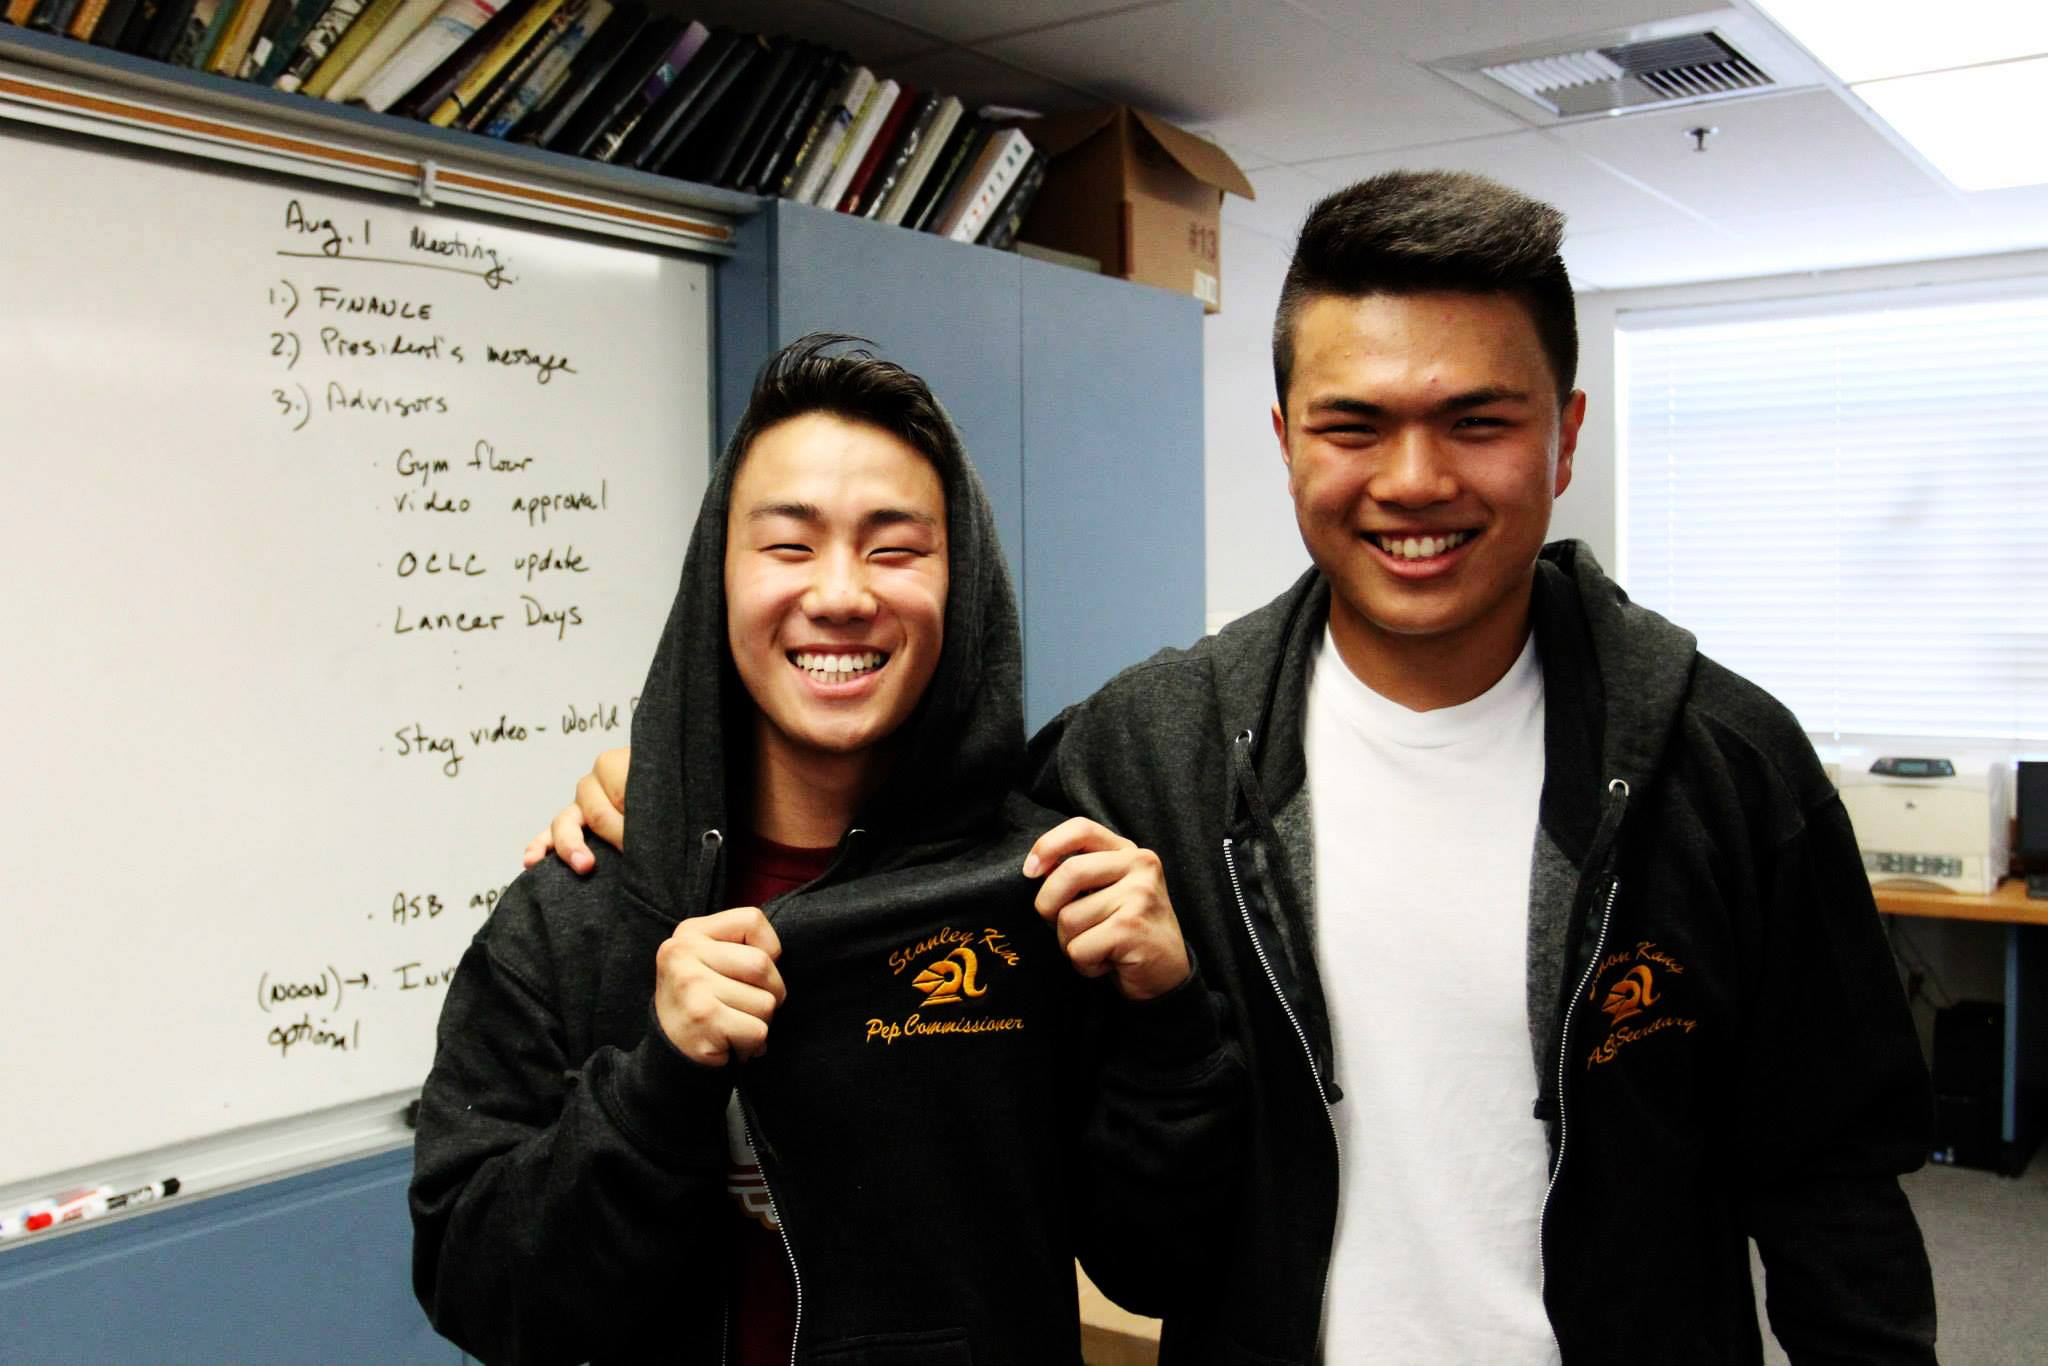 Aug. 1 Meeting
1.) FINANCE
2.) President's message
3.) Advisors
· Gym floor
· video approval
· OCLC update
· Lancer Days
· Stag video - World
· ASB
(NOON) →
optional
#13
Stanley Kim
Pep Commissioner
Kang
Secretary